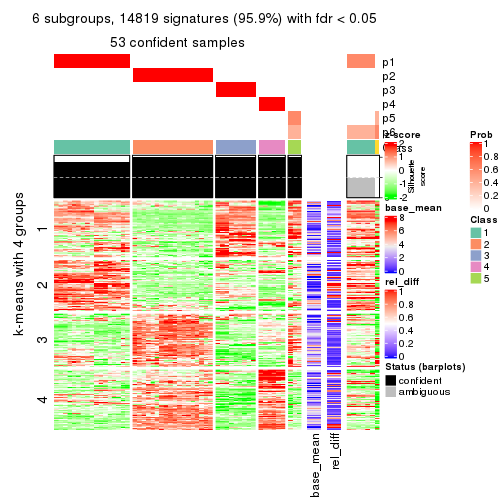 6 subgroups, 14819 signatures (95.9%) with fdr < 0.05
53 confident samples
p1
p2
p3
p4
p5
p6
Class
z-score
2
1
0
-1
-2
Silhouette
score
Prob
1
0.8
0.6
0.4
0.2
0
base_mean
8
6
4
2
0
Class
1
2
3
4
5
rel_diff
1
0.8
0.6
0.4
0.2
0
Status (barplots)
confident
ambiguous
k-means with 4 groups
1
2
3
4
base_mean
rel_diff